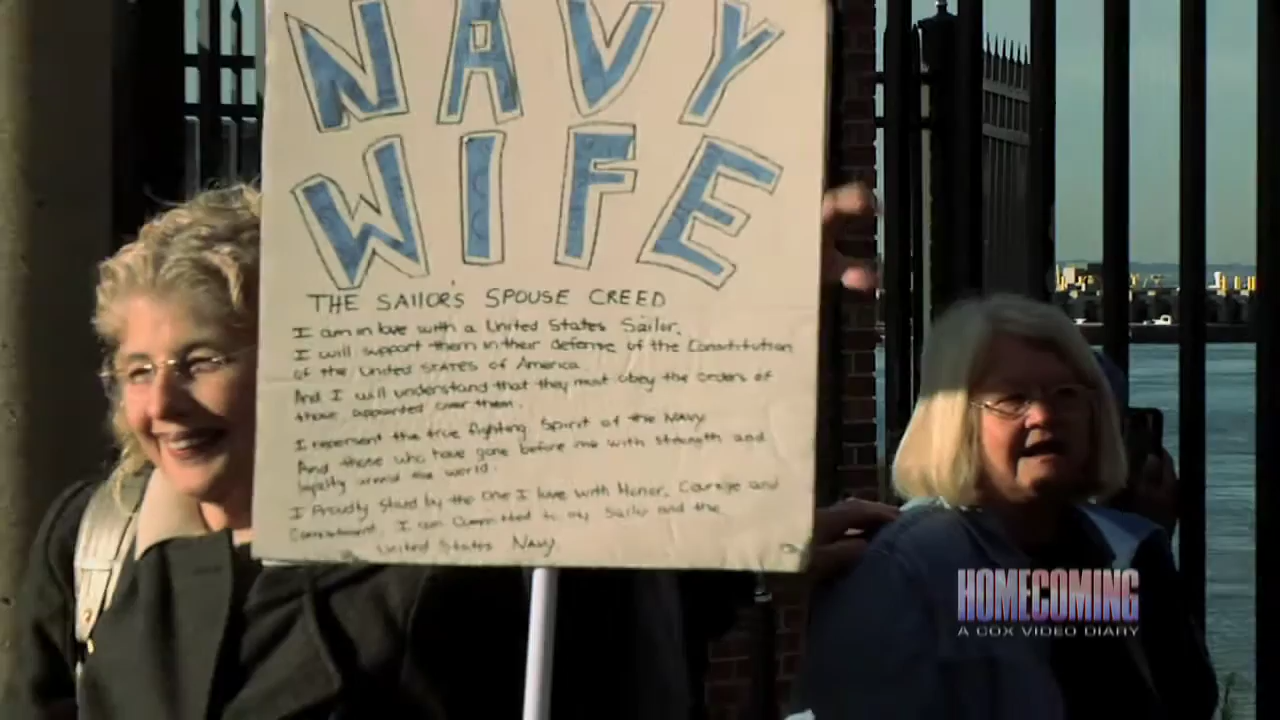 NAVY
WIFE
THE SAILOR'S SPOUSE CREED
I am in love with a United States Sailor.
I will support them in their defense of the Constitution
of the United STATES of America.
And I will understand that they must obey the orders of
those appointed over them.
I represent the true fighting Spirit of the NAVY
And those who have gone before me with strength and
loyalty around the world.
I Proudly Stand by the one I love with Honor, Courage and
Commitment. I am Committed to my Sailor and the
United States Navy.
HOMECOMING
A COX VIDEO DIARY